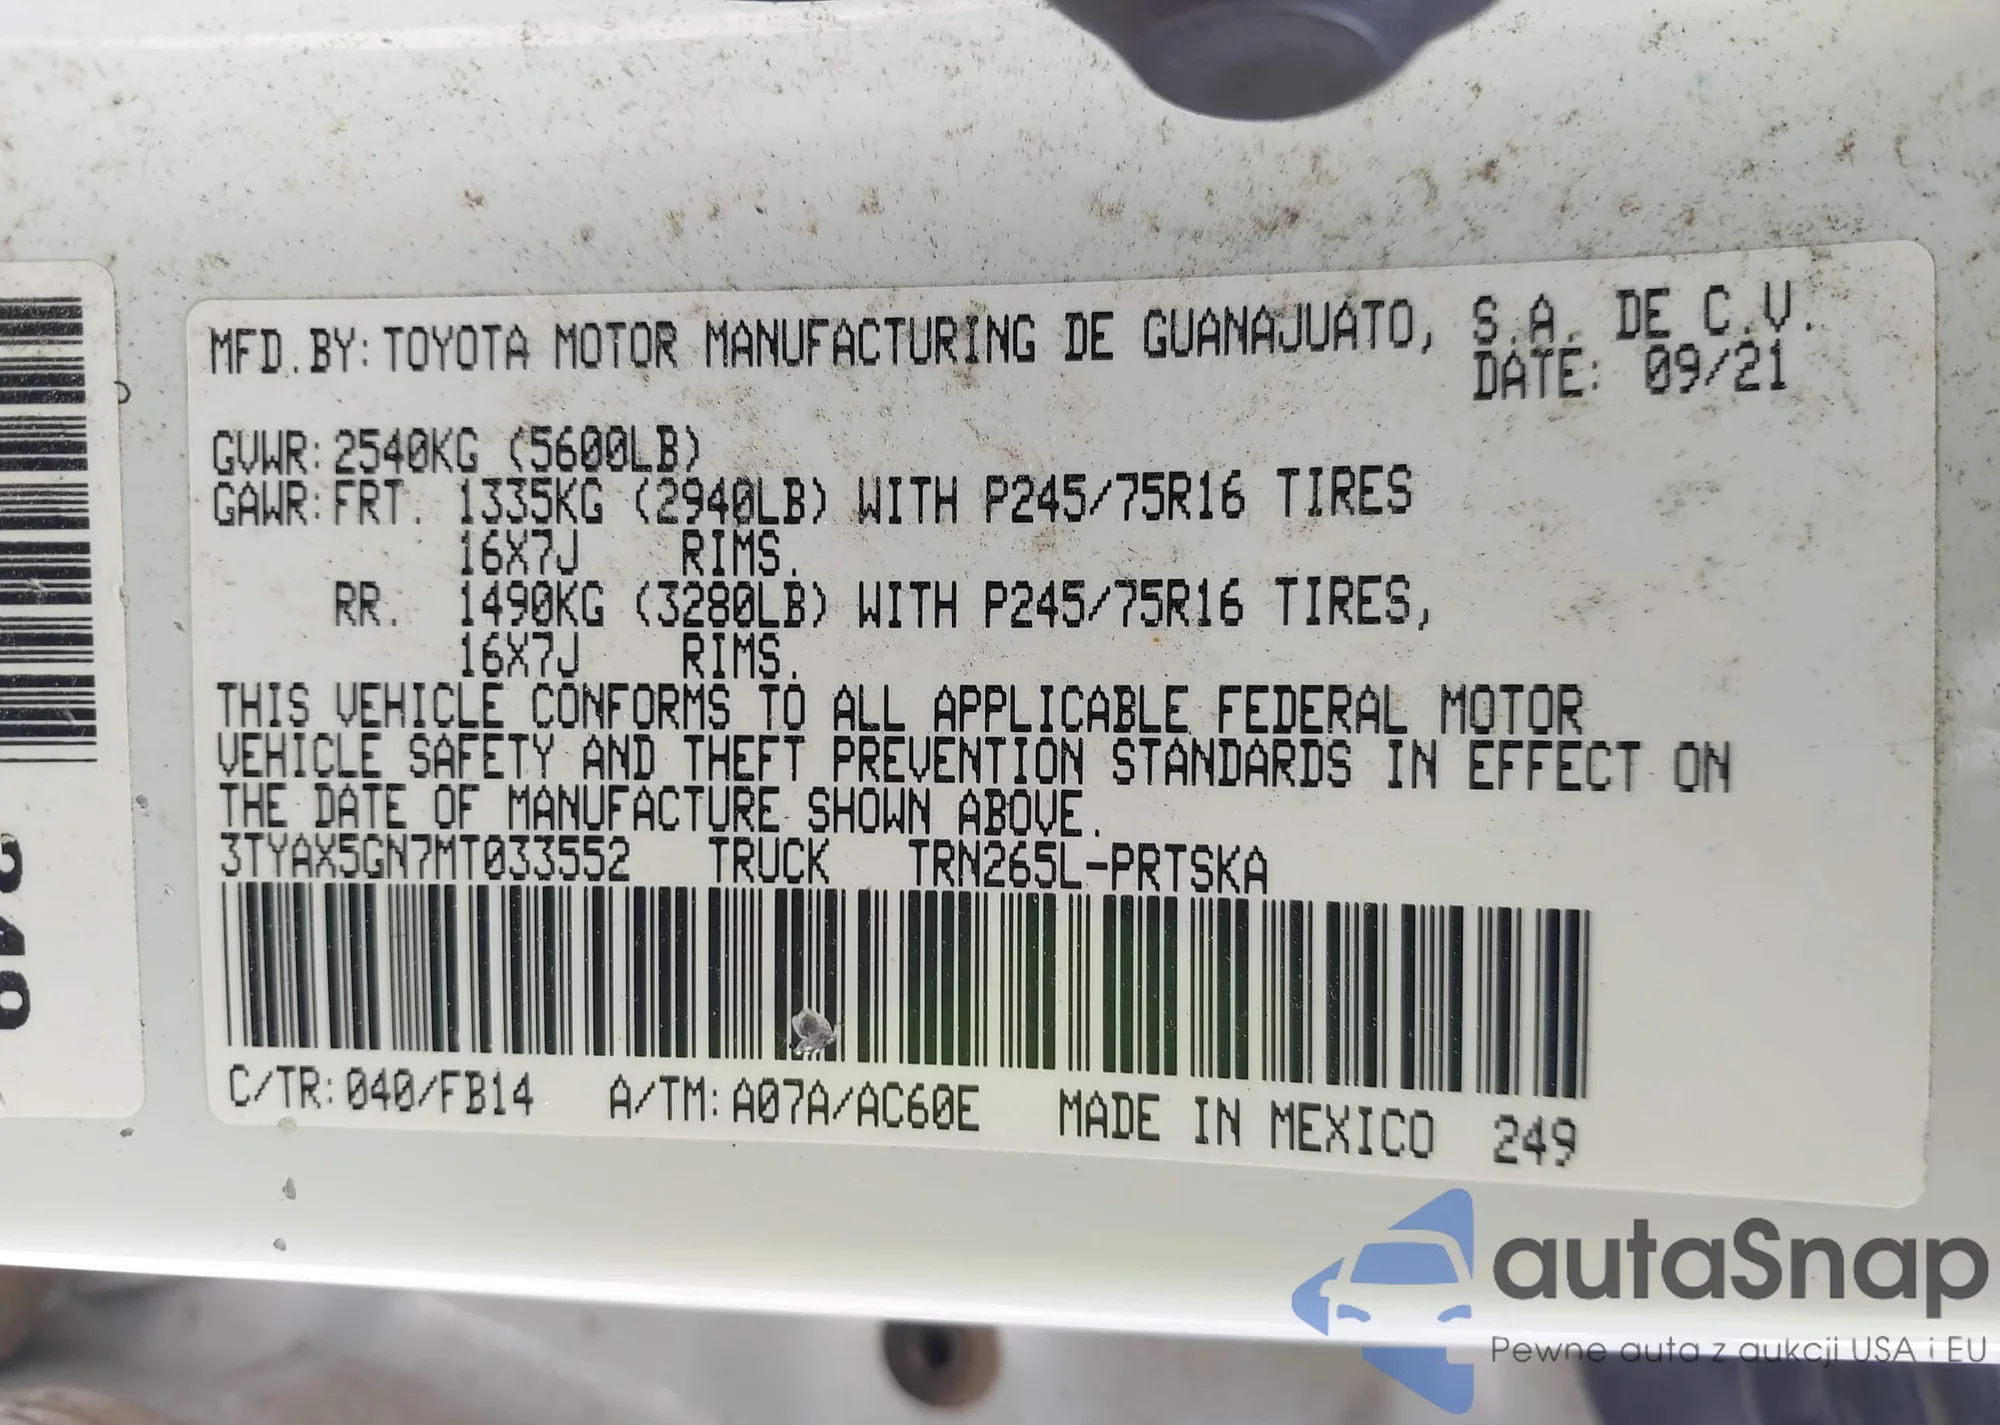 MFD.BY:TOYOTA MOTOR MANUFACTURING DE GUANAJUATO, S.A. DE C.V.
DATE: 09/21
GVWR:2540KG (5600LB)
GAWR:FRT. 1335KG (2940LB) WITH P245/75R16 TIRES
16X7J RIMS.
RR. 1490KG (3280LB) WITH P245/75R16 TIRES,
16X7J RIMS.
THIS VEHICLE CONFORMS TO ALL APPLICABLE FEDERAL MOTOR
VEHICLE SAFETY AND THEFT PREVENTION STANDARDS IN EFFECT ON
THE DATE OF MANUFACTURE SHOWN ABOVE.
3TYAX5GN7MT033552 TRUCK TRN265L-PRTSKA
C/TR:040/FB14 A/TM:A07A/AC60E MADE IN MEXICO 249
autaSnap
Pewne auta z aukcji USA i EU